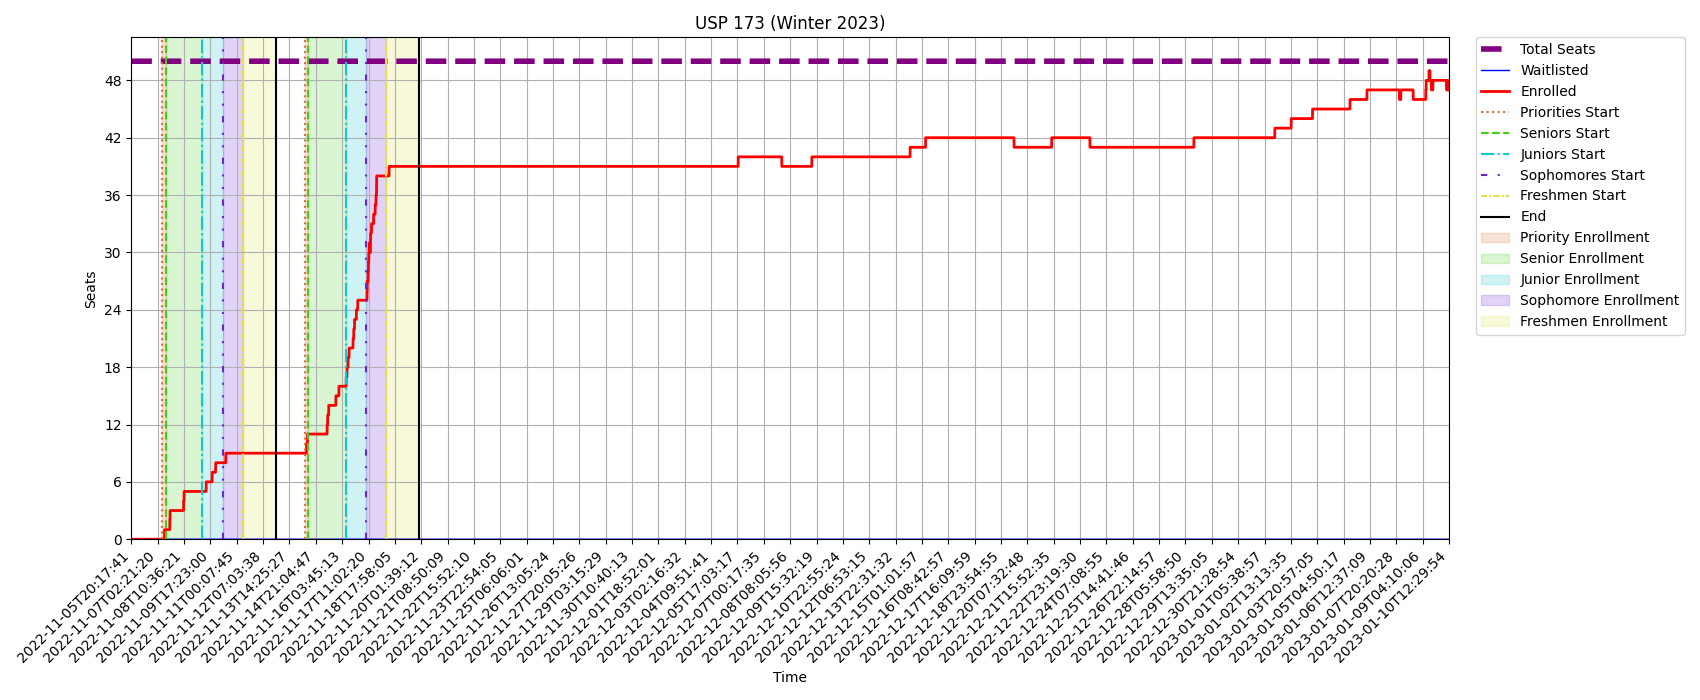 USP 173 (Winter 2023)
Seats
48
42
36
30
24
18
12
6
0
2022-11-05T20:17:41
2022-11-07T02:21:20
2022-11-08T10:36:21
2022-11-09T17:23:00
2022-11-11T00:07:45
2022-11-12T07:03:38
2022-11-13T14:25:27
2022-11-14T21:04:47
2022-11-16T03:45:13
2022-11-17T11:02:20
2022-11-18T17:58:05
2022-11-20T01:39:12
2022-11-21T08:50:09
2022-11-22T15:52:10
2022-11-23T22:54:05
2022-11-25T06:06:01
2022-11-26T13:05:24
2022-11-27T20:05:26
2022-11-29T03:15:29
2022-11-30T10:40:13
2022-12-01T18:52:01
2022-12-03T02:16:32
2022-12-04T09:51:41
2022-12-05T17:03:17
2022-12-07T00:17:35
2022-12-08T08:05:56
2022-12-09T15:32:19
2022-12-10T22:55:24
2022-12-12T06:53:15
2022-12-13T22:31:32
2022-12-15T01:01:57
2022-12-16T08:42:57
2022-12-17T16:09:59
2022-12-18T23:54:55
2022-12-20T07:32:48
2022-12-21T15:52:35
2022-12-22T23:19:30
2022-12-24T07:08:55
2022-12-25T14:41:46
2022-12-26T22:14:57
2022-12-28T05:58:50
2022-12-29T13:35:05
2022-12-30T21:28:54
2023-01-01T05:38:57
2023-01-02T13:13:35
2023-01-03T20:57:05
2023-01-05T04:50:17
2023-01-06T12:37:09
2023-01-07T20:20:28
2023-01-09T04:10:06
2023-01-10T12:29:54
Time
Total Seats
Waitlisted
Enrolled
Priorities Start
Seniors Start
Juniors Start
Sophomores Start
Freshmen Start
End
Priority Enrollment
Senior Enrollment
Junior Enrollment
Sophomore Enrollment
Freshmen Enrollment